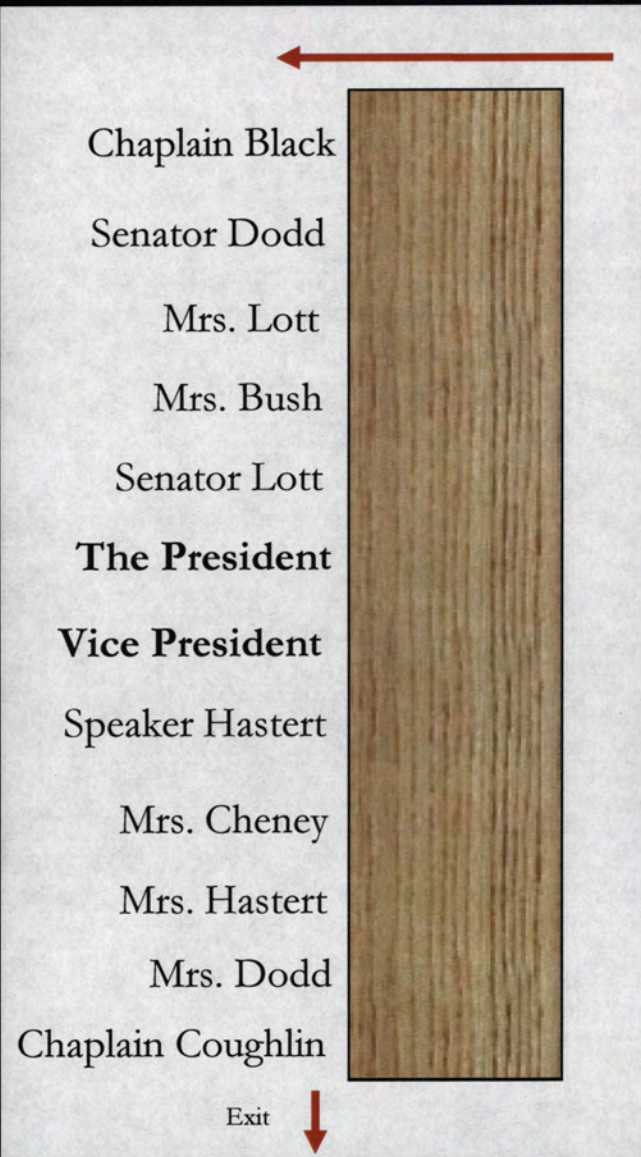 Chaplain Black
Senator Dodd
Mrs. Lott
Mrs. Bush
Senator Lott
The President
Vice President
Speaker Hastert
Mrs. Cheney
Mrs. Hastert
Mrs. Dodd
Chaplain Coughlin
Exit